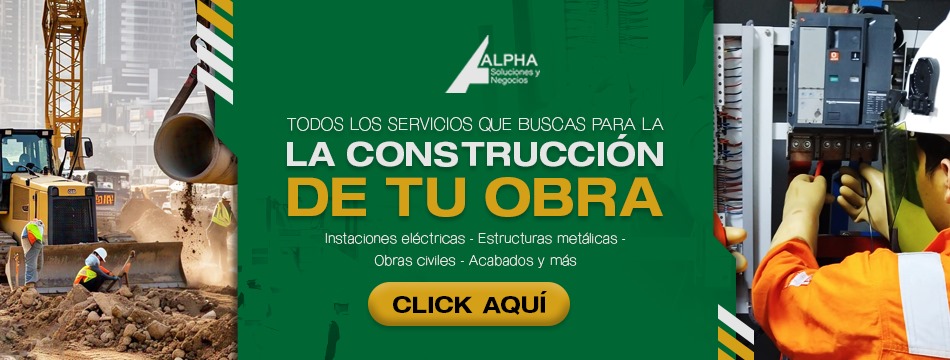 ALPHA
Soluciones y
Negocios
TODOS LOS SERVICIOS QUE BUSCAS PARA LA
LA CONSTRUCCIÓN
DE TU OBRA
Instaciones eléctricas - Estructuras metálicas -
Obras civiles - Acabados y más
CLICK AQUÍ